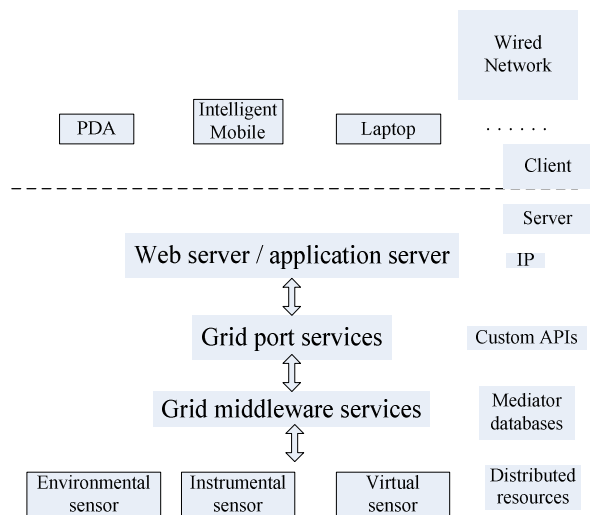 Wired
Network
PDA
Intelligent
Mobile
Laptop
. . . . . .
Client
Server
Web server / application server
IP
Grid port services
Custom APIs
Grid middleware services
Mediator
databases
Environmental
sensor
Instrumental
sensor
Virtual
sensor
Distributed
resources